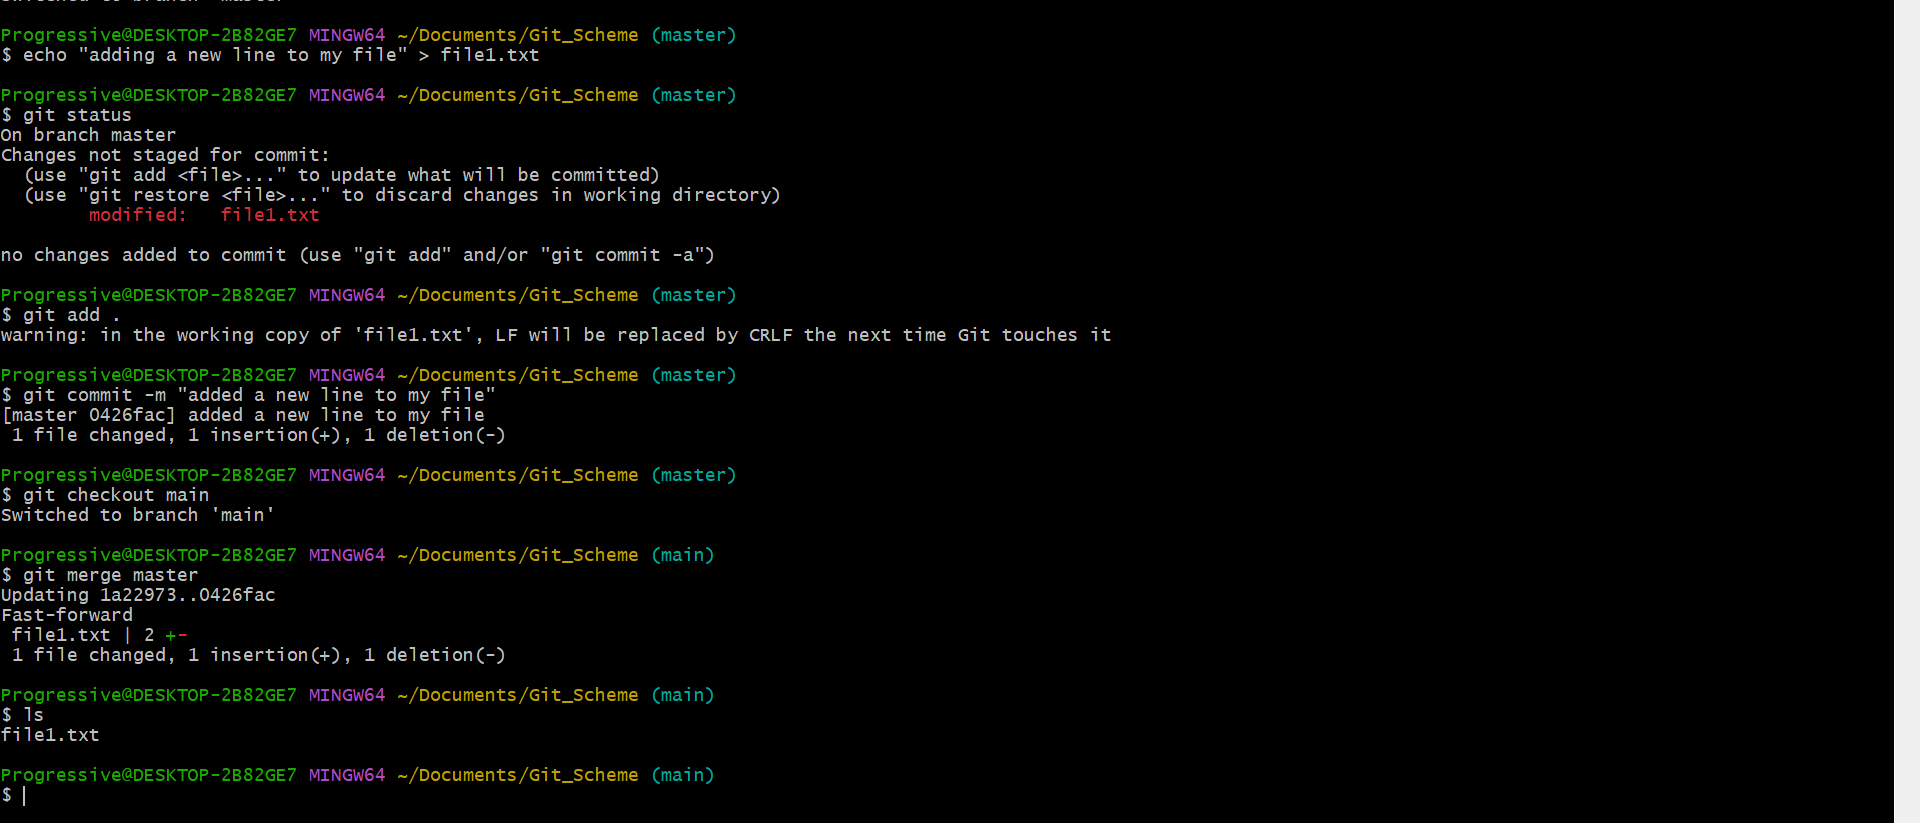 Progressive@DESKTOP-2B82GE7 MINGW64 ~/Documents/Git_Scheme (master)
$ echo "adding a new line to my file" > file1.txt
Progressive@DESKTOP-2B82GE7 MINGW64 ~/Documents/Git_Scheme (master)
$ git status
On branch master
Changes not staged for commit:
  (use "git add <file>..." to update what will be committed)
  (use "git restore <file>..." to discard changes in working directory)
        modified:   file1.txt
no changes added to commit (use "git add" and/or "git commit -a")
Progressive@DESKTOP-2B82GE7 MINGW64 ~/Documents/Git_Scheme (master)
$ git add .
warning: in the working copy of 'file1.txt', LF will be replaced by CRLF the next time Git touches it
Progressive@DESKTOP-2B82GE7 MINGW64 ~/Documents/Git_Scheme (master)
$ git commit -m "added a new line to my file"
[master 0426fac] added a new line to my file
 1 file changed, 1 insertion(+), 1 deletion(-)
Progressive@DESKTOP-2B82GE7 MINGW64 ~/Documents/Git_Scheme (master)
$ git checkout main
Switched to branch 'main'
Progressive@DESKTOP-2B82GE7 MINGW64 ~/Documents/Git_Scheme (main)
$ git merge master
Updating 1a22973..0426fac
Fast-forward
 file1.txt | 2 +-
 1 file changed, 1 insertion(+), 1 deletion(-)
Progressive@DESKTOP-2B82GE7 MINGW64 ~/Documents/Git_Scheme (main)
$ ls
file1.txt
Progressive@DESKTOP-2B82GE7 MINGW64 ~/Documents/Git_Scheme (main)
$